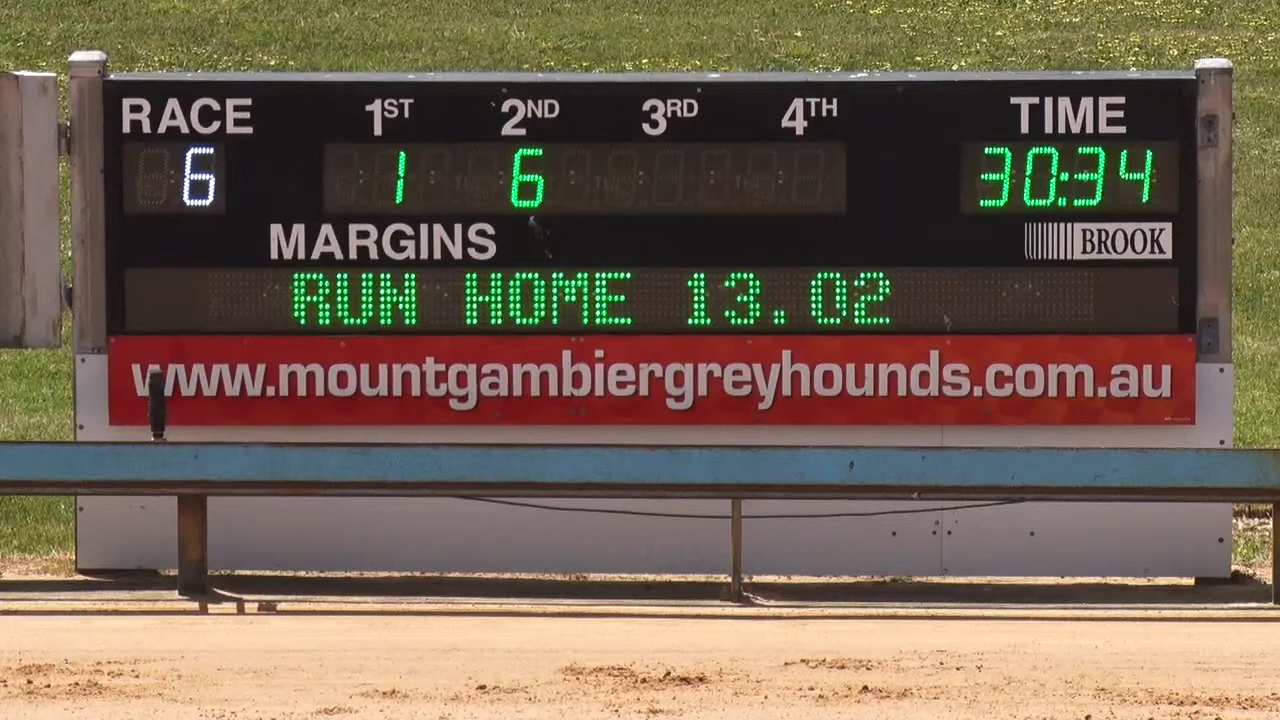 RACE 1ST 2ND 3RD 4TH TIME
6 1 6 30:34
MARGINS BROOK
RUN HOME 13.02
www.mountgambiergreyhounds.com.au